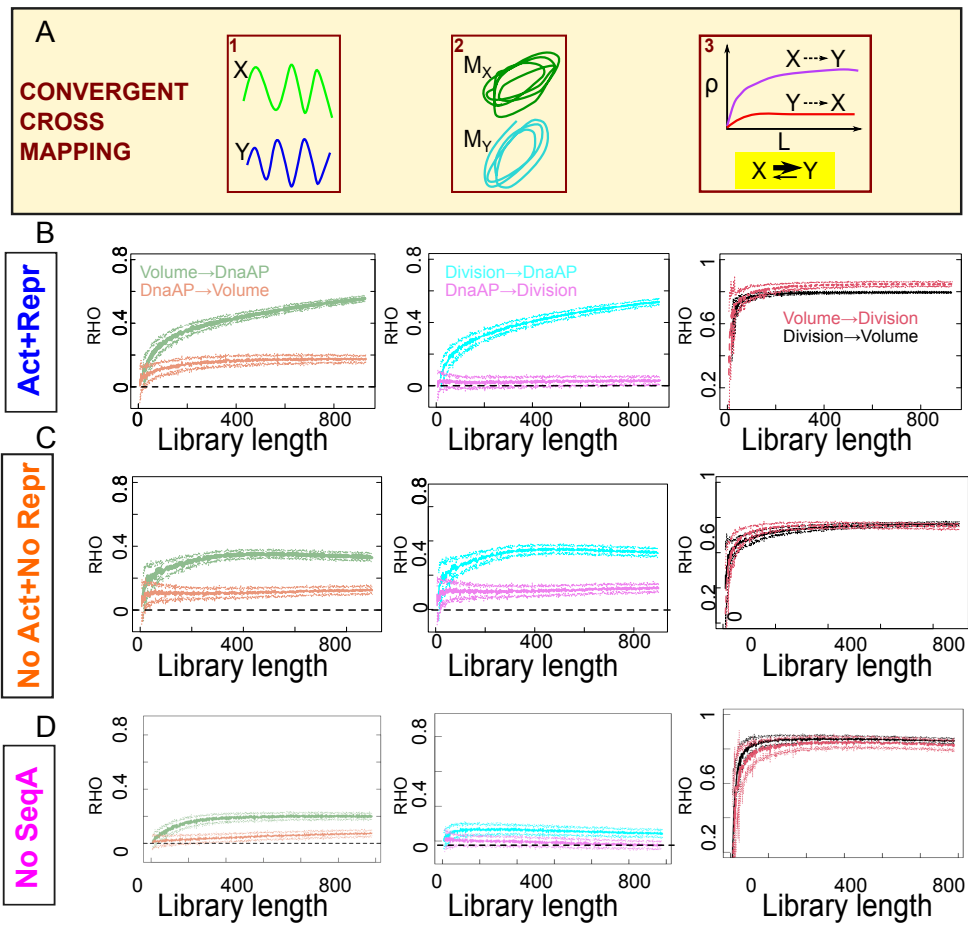 A
CONVERGENT
CROSS
MAPPING
1
X
Y
2
Mx
MY
3
ρ
X ⇢ Y
Y ⇢ X
L
X ⇌ Y
B
Act+Repr
RHO
0.8
0.4
0
Volume→DnaAP
DnaAP→Volume
0
400
800
Library length
RHO
0.8
0.4
0
Division→DnaAP
DnaAP→Division
0
400
800
Library length
RHO
1
0.6
0.2
Volume→Division
Division→Volume
0
400
800
Library length
C
No Act+No Repr
RHO
0.8
0.4
0
0
400
800
Library length
RHO
0.8
0.4
0
0
400
800
Library length
RHO
1
0.6
0.2
0
0
400
800
Library length
D
No SeqA
RHO
0.8
0.4
0
0
400
800
Library length
RHO
0.8
0.4
0
0
400
800
Library length
RHO
1
0.6
0.2
0
400
800
Library length